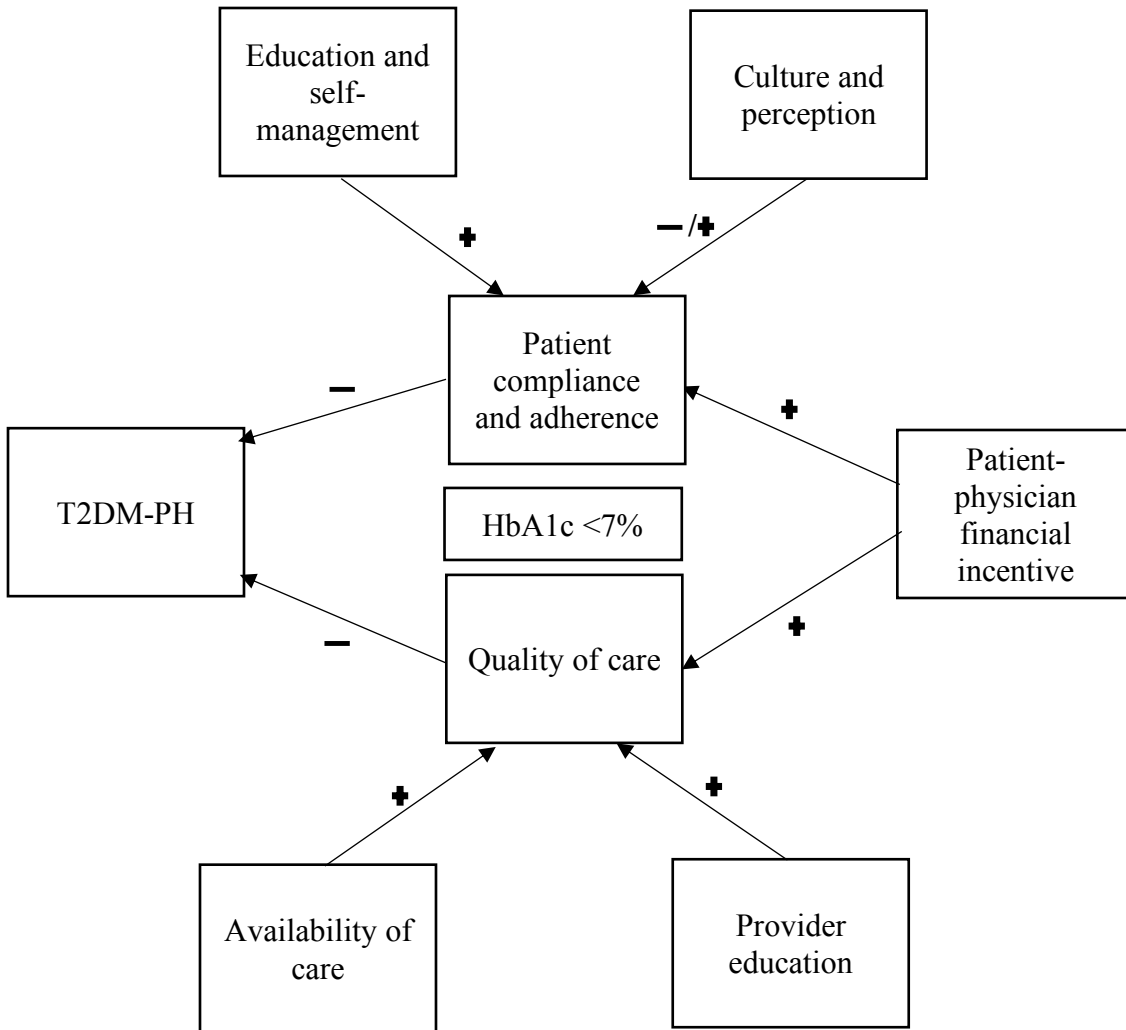 Education and
self-
management
Culture and
perception
+
− /+
Patient
compliance
and adherence
−
+
T2DM-PH
HbA1c <7%
Patient-
physician
financial
incentive
−
+
Quality of care
+
+
Availability of
care
Provider
education